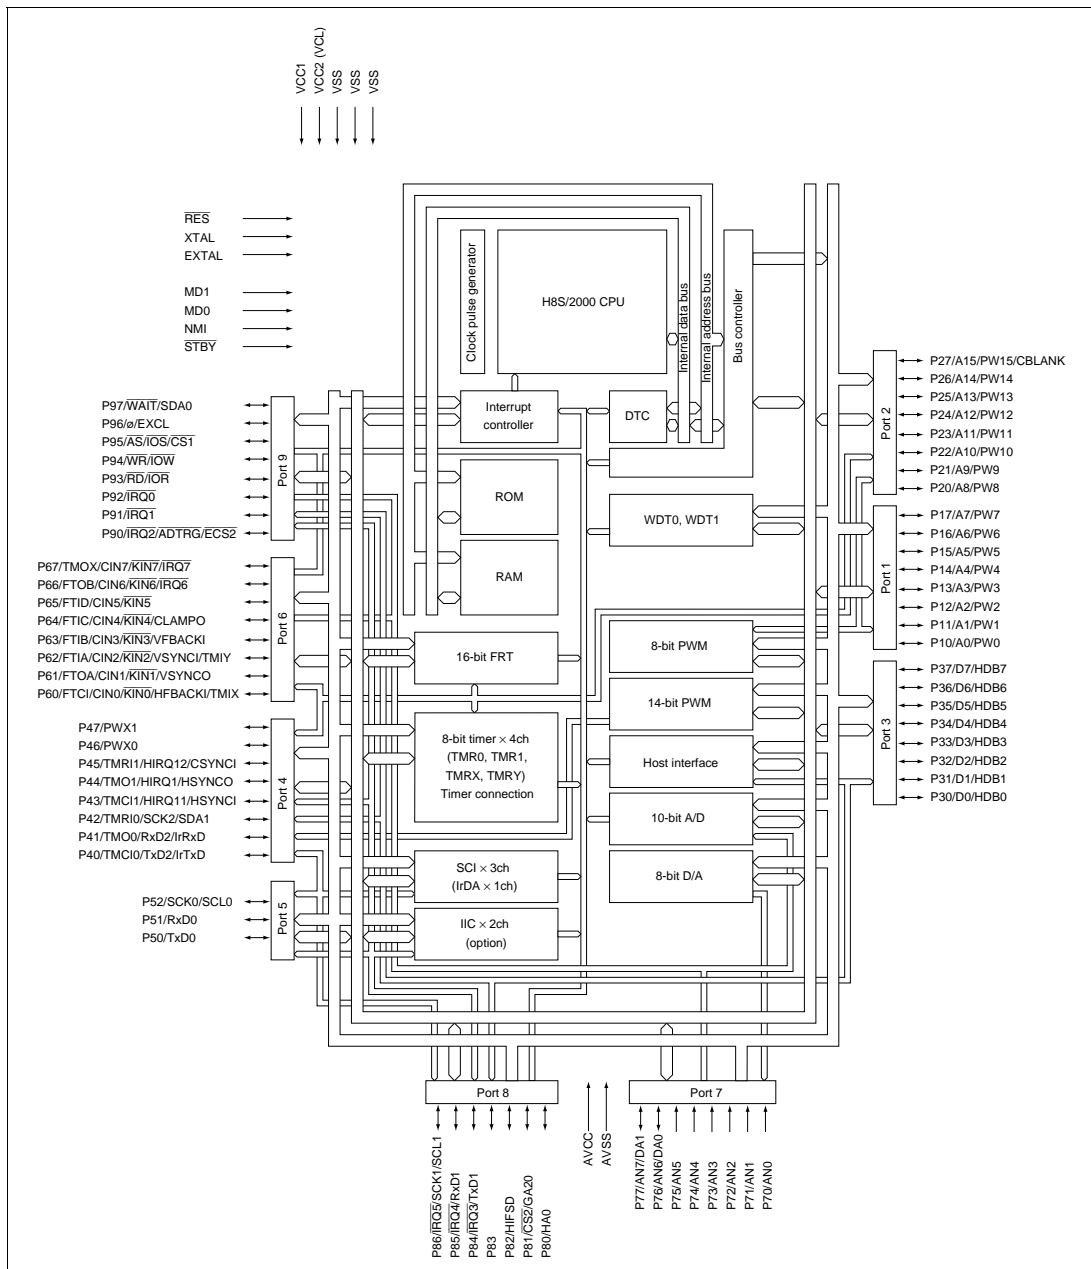 VCC1
VCC2 (VCL)
VSS
VSS
VSS
RES
XTAL
EXTAL
MD1
MD0
NMI
STBY
Clock pulse generator
H8S/2000 CPU
Internal data bus
Internal address bus
Bus controller
Interrupt
controller
DTC
ROM
RAM
WDT0, WDT1
16-bit FRT
8-bit PWM
14-bit PWM
8-bit timer × 4ch
(TMR0, TMR1,
TMRX, TMRY)
Timer connection
Host interface
10-bit A/D
8-bit D/A
SCI × 3ch
(IrDA × 1ch)
IIC × 2ch
(option)
P97/WAIT/SDA0
P96/ø/EXCL
P95/AS/IOS/CS1
P94/WR/IOW
P93/RD/IOR
P92/IRQ0
P91/IRQ1
P90/IRQ2/ADTRG/ECS2
Port 9
P67/TMOX/CIN7/KIN7/IRQ7
P66/FTOB/CIN6/KIN6/IRQ6
P65/FTID/CIN5/KIN5
P64/FTIC/CIN4/KIN4/CLAMPO
P63/FTIB/CIN3/KIN3/VFBACKI
P62/FTIA/CIN2/KIN2/VSYNCI/TMIY
P61/FTOA/CIN1/KIN1/VSYNCO
P60/FTCI/CIN0/KIN0/HFBACKI/TMIX
Port 6
P47/PWX1
P46/PWX0
P45/TMRI1/HIRQ12/CSYNCI
P44/TMO1/HIRQ1/HSYNCO
P43/TMCI1/HIRQ11/HSYNCI
P42/TMRI0/SCK2/SDA1
P41/TMO0/RxD2/IrRxD
P40/TMCI0/TxD2/IrTxD
Port 4
P52/SCK0/SCL0
P51/RxD0
P50/TxD0
Port 5
Port 2
P27/A15/PW15/CBLANK
P26/A14/PW14
P25/A13/PW13
P24/A12/PW12
P23/A11/PW11
P22/A10/PW10
P21/A9/PW9
P20/A8/PW8
Port 1
P17/A7/PW7
P16/A6/PW6
P15/A5/PW5
P14/A4/PW4
P13/A3/PW3
P12/A2/PW2
P11/A1/PW1
P10/A0/PW0
Port 3
P37/D7/HDB7
P36/D6/HDB6
P35/D5/HDB5
P34/D4/HDB4
P33/D3/HDB3
P32/D2/HDB2
P31/D1/HDB1
P30/D0/HDB0
Port 8
P86/IRQ5/SCK1/SCL1
P85/IRQ4/RxD1
P84/IRQ3/TxD1
P83
P82/HIFSD
P81/CS2/GA20
P80/HA0
AVCC
AVSS
Port 7
P77/AN7/DA1
P76/AN6/DA0
P75/AN5
P74/AN4
P73/AN3
P72/AN2
P71/AN1
P70/AN0